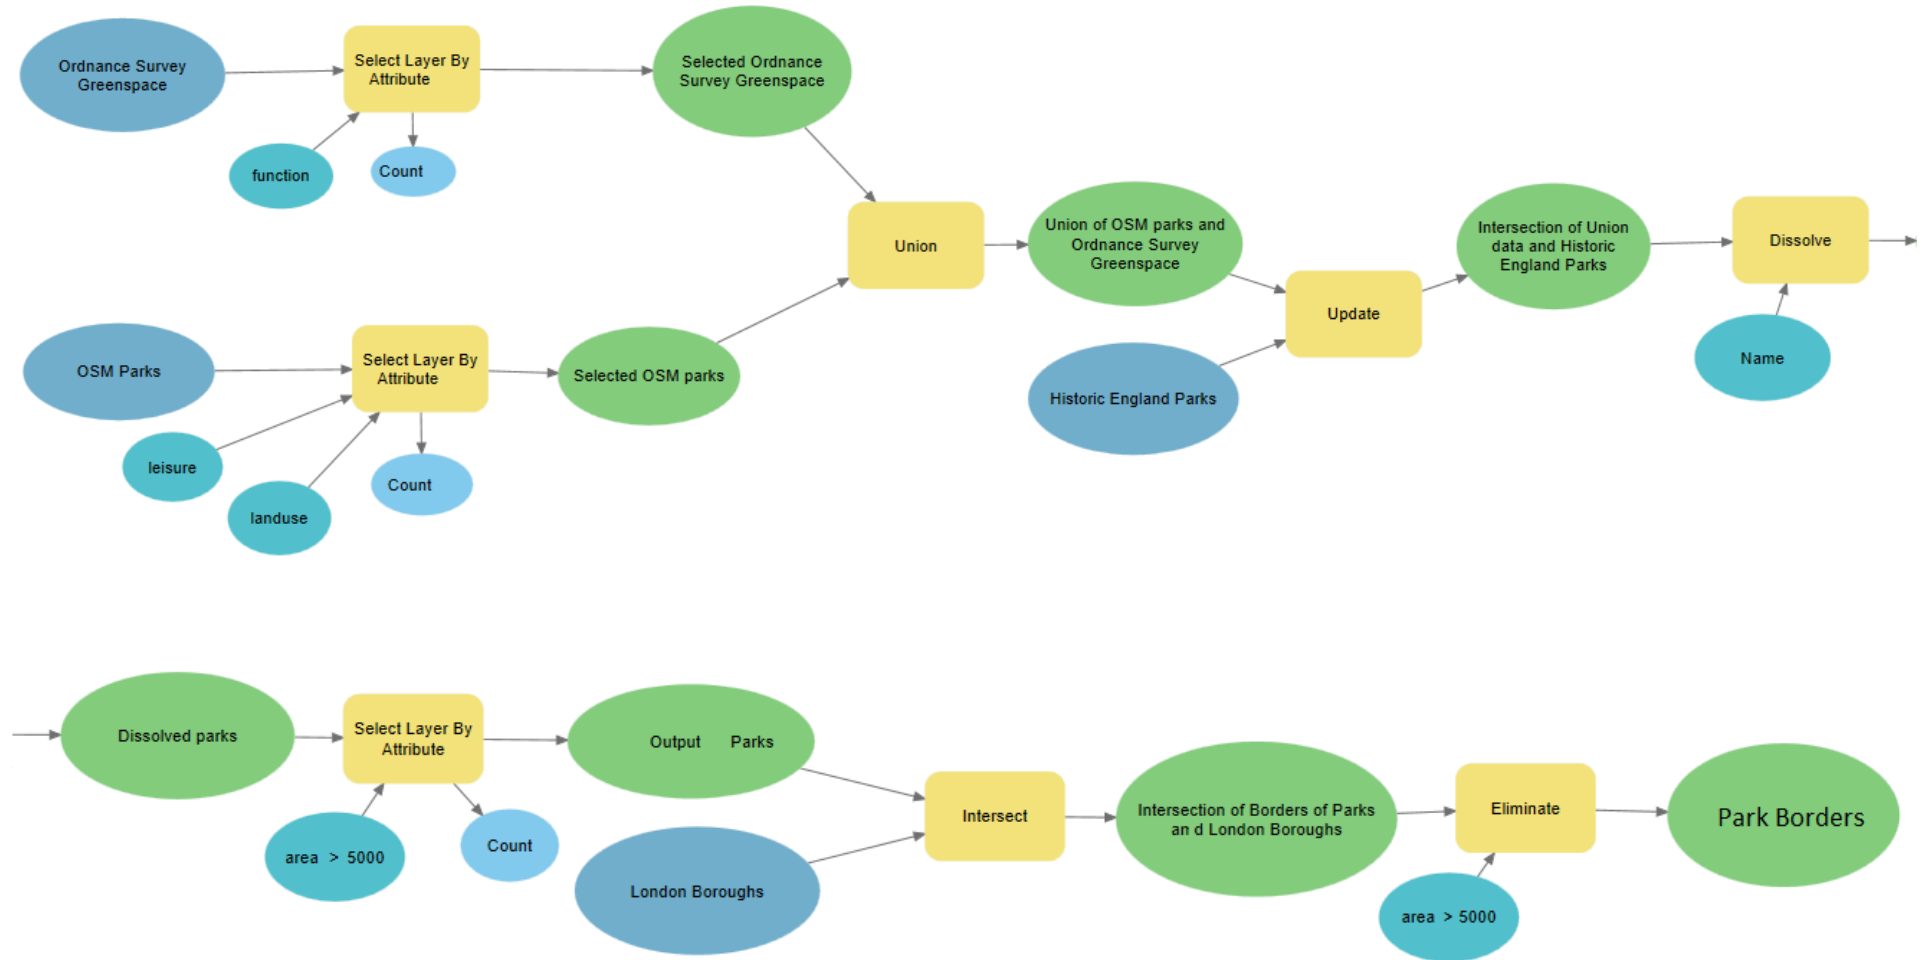 Ordnance Survey
Greenspace
Select Layer By
Attribute
Selected Ordnance
Survey Greenspace
function
Count
Union
Union of OSM parks and
Ordnance Survey
Greenspace
Intersection of Union
data and Historic
England Parks
Dissolve
Update
Name
OSM Parks
Select Layer By
Attribute
Selected OSM parks
Historic England Parks
leisure
landuse
Count
Dissolved parks
Select Layer By
Attribute
Output Parks
area > 5000
Count
London Boroughs
Intersect
Intersection of Borders of Parks
an d London Boroughs
Eliminate
Park Borders
area > 5000